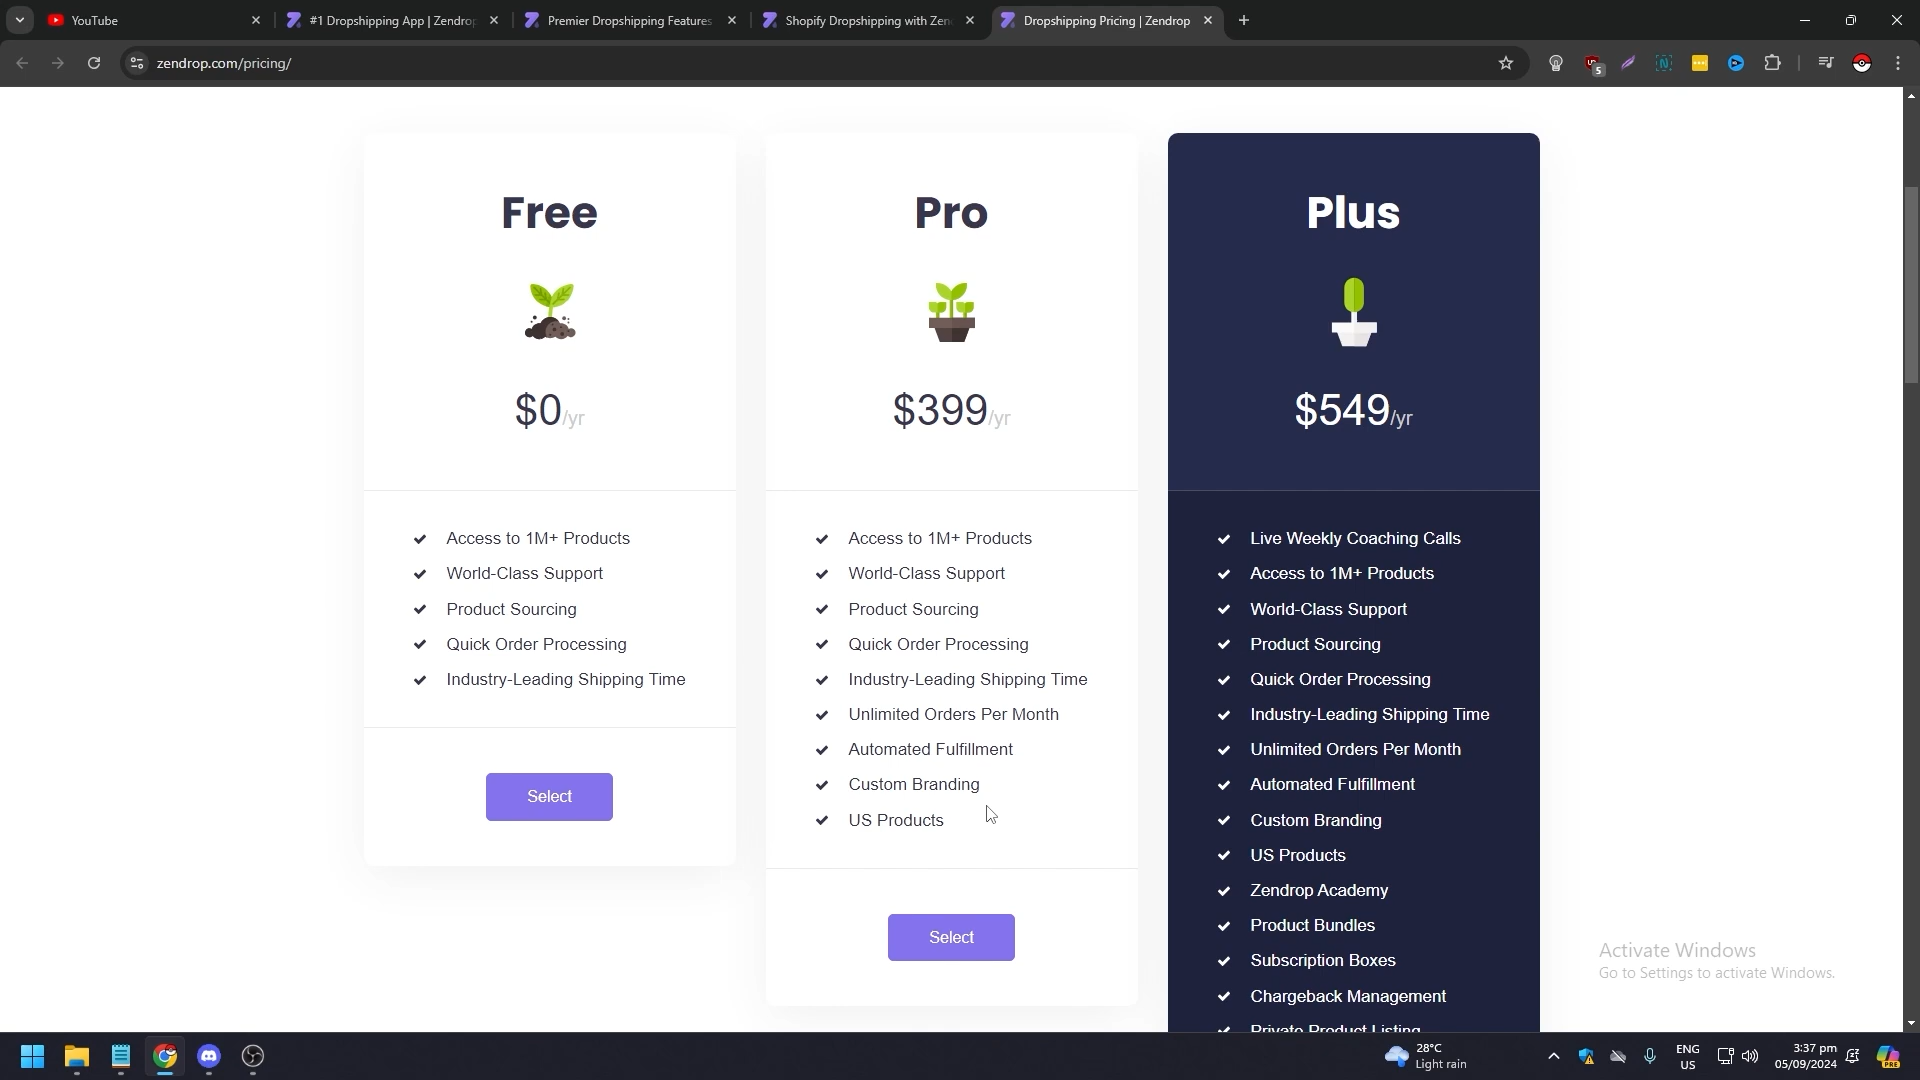 YouTube
#1 Dropshipping App | Zendrop
Premier Dropshipping Features
Shopify Dropshipping with Zen
Dropshipping Pricing | Zendrop
zendrop.com/pricing/
5
Free
$0/yr
Access to 1M+ Products
World-Class Support
Product Sourcing
Quick Order Processing
Industry-Leading Shipping Time
Select
Pro
$399/yr
Access to 1M+ Products
World-Class Support
Product Sourcing
Quick Order Processing
Industry-Leading Shipping Time
Unlimited Orders Per Month
Automated Fulfillment
Custom Branding
US Products
Select
Plus
$549/yr
Live Weekly Coaching Calls
Access to 1M+ Products
World-Class Support
Product Sourcing
Quick Order Processing
Industry-Leading Shipping Time
Unlimited Orders Per Month
Automated Fulfillment
Custom Branding
US Products
Zendrop Academy
Product Bundles
Subscription Boxes
Chargeback Management
Private Product Listing
Activate Windows
Go to Settings to activate Windows.
28°C
Light rain
ENG
US
3:37 pm
05/09/2024
PRE